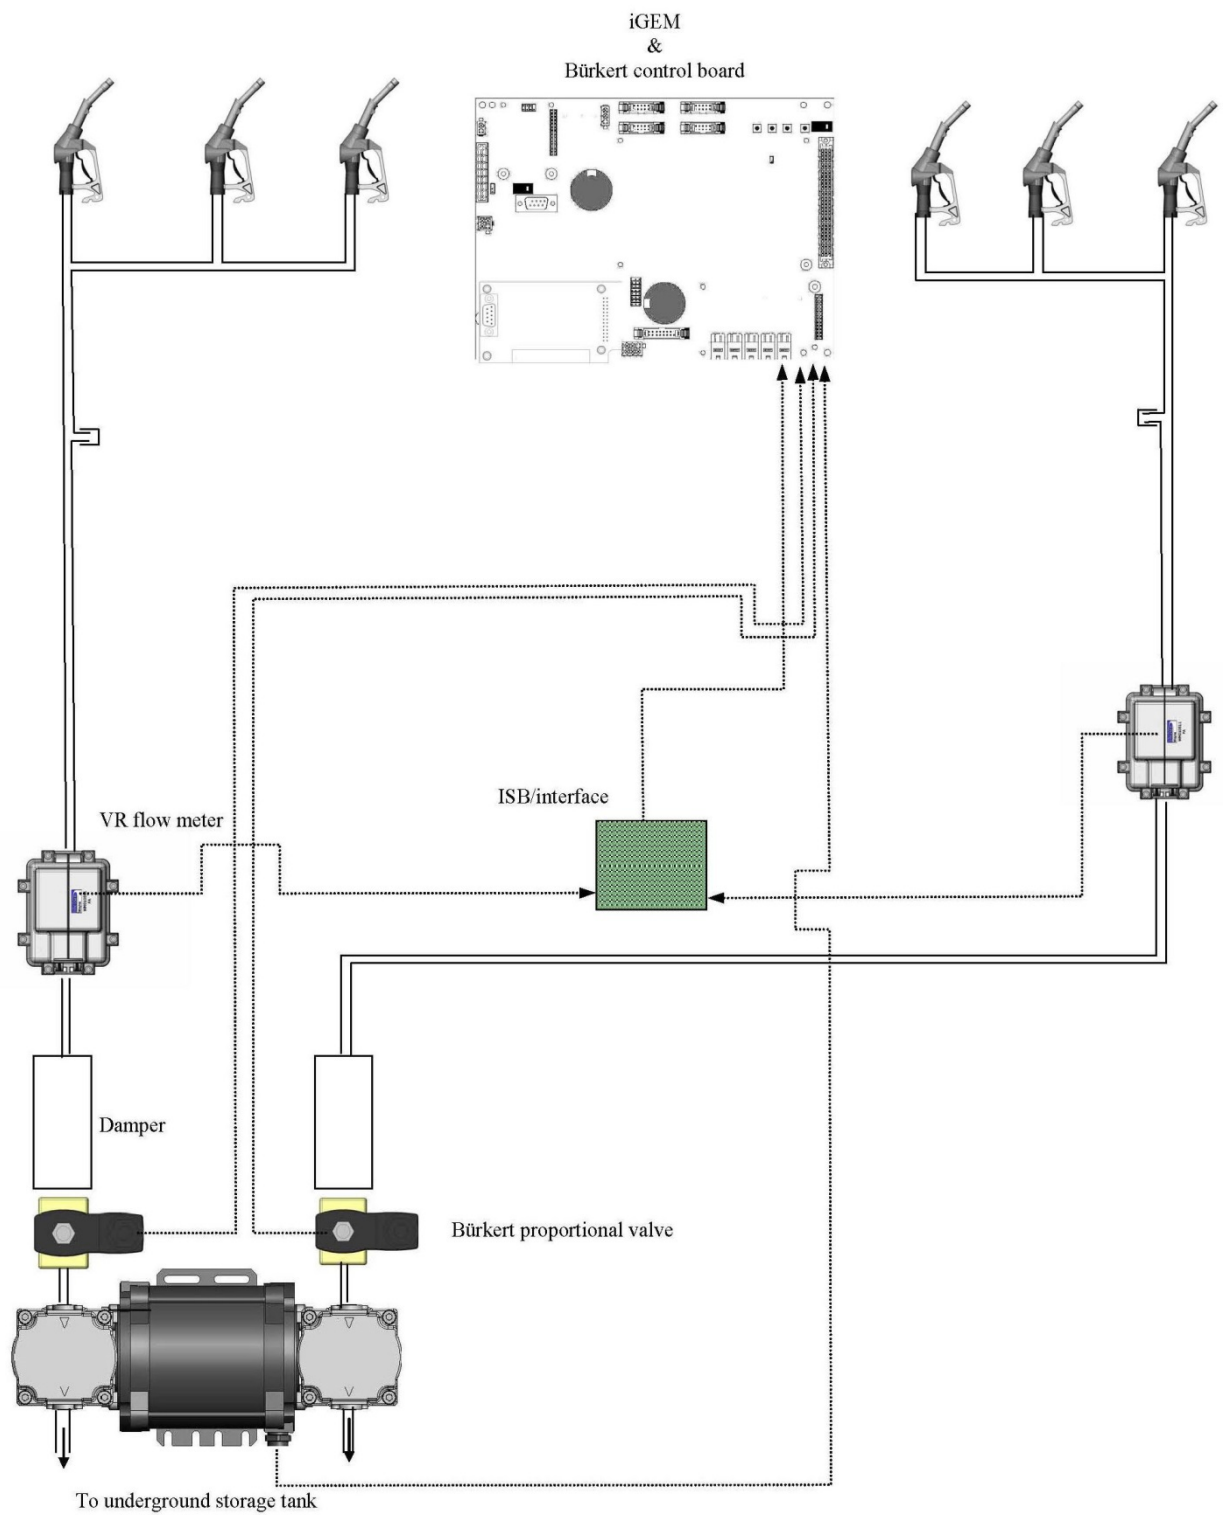 iGEM
&
Bürkert control board
ISB/interface
VR flow meter
Damper
Bürkert proportional valve
To underground storage tank